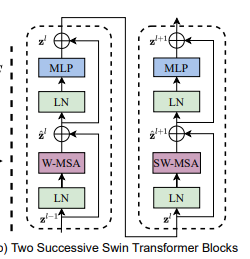 z^l
MLP
LN
ẑ^l
W-MSA
LN
z^{l-1}
z^{l+1}
MLP
LN
ẑ^{l+1}
SW-MSA
LN
z^l
) Two Successive Swin Transformer Blocks